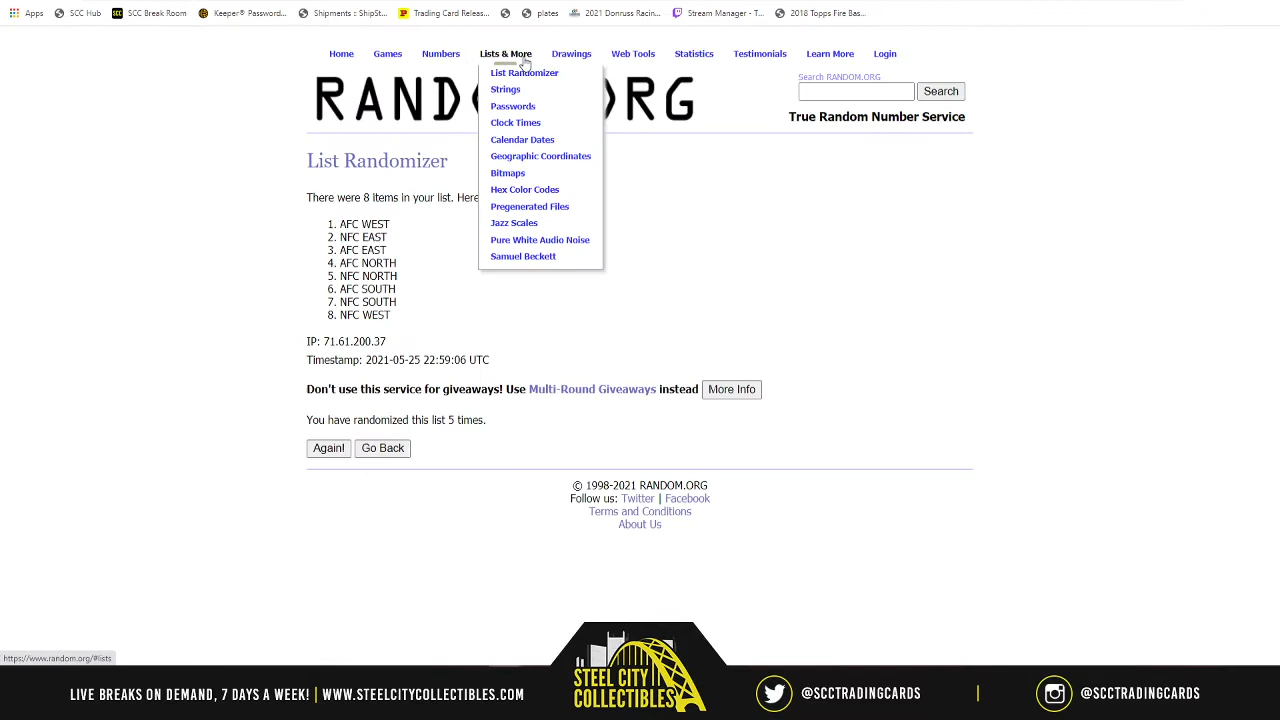 Apps SCC Hub SCC Break Room Keeper® Password... Shipments :: ShipSt... Trading Card Releas... plates 2021 Donruss Racin... Stream Manager - T... 2018 Topps Fire Bas...
Home Games Numbers Lists & More Drawings Web Tools Statistics Testimonials Learn More Login
List Randomizer
Strings
Passwords
Clock Times
Calendar Dates
Geographic Coordinates
Bitmaps
Hex Color Codes
Pregenerated Files
Jazz Scales
Pure White Audio Noise
Samuel Beckett
Search RANDOM.ORG
Search
True Random Number Service
List Randomizer
There were 8 items in your list. Here
1. AFC WEST
2. NFC EAST
3. AFC EAST
4. AFC NORTH
5. NFC NORTH
6. AFC SOUTH
7. NFC SOUTH
8. NFC WEST
IP: 71.61.200.37
Timestamp: 2021-05-25 22:59:06 UTC
Don't use this service for giveaways! Use Multi-Round Giveaways instead More Info
You have randomized this list 5 times.
Again! Go Back
© 1998-2021 RANDOM.ORG
Follow us: Twitter | Facebook
Terms and Conditions
About Us
https://www.random.org/#lists
LIVE BREAKS ON DEMAND, 7 DAYS A WEEK! | WWW.STEELCITYCOLLECTIBLES.COM
STEEL CITY
COLLECTIBLES
@SCCTRADINGCARDS | @SCCTRADINGCARDS